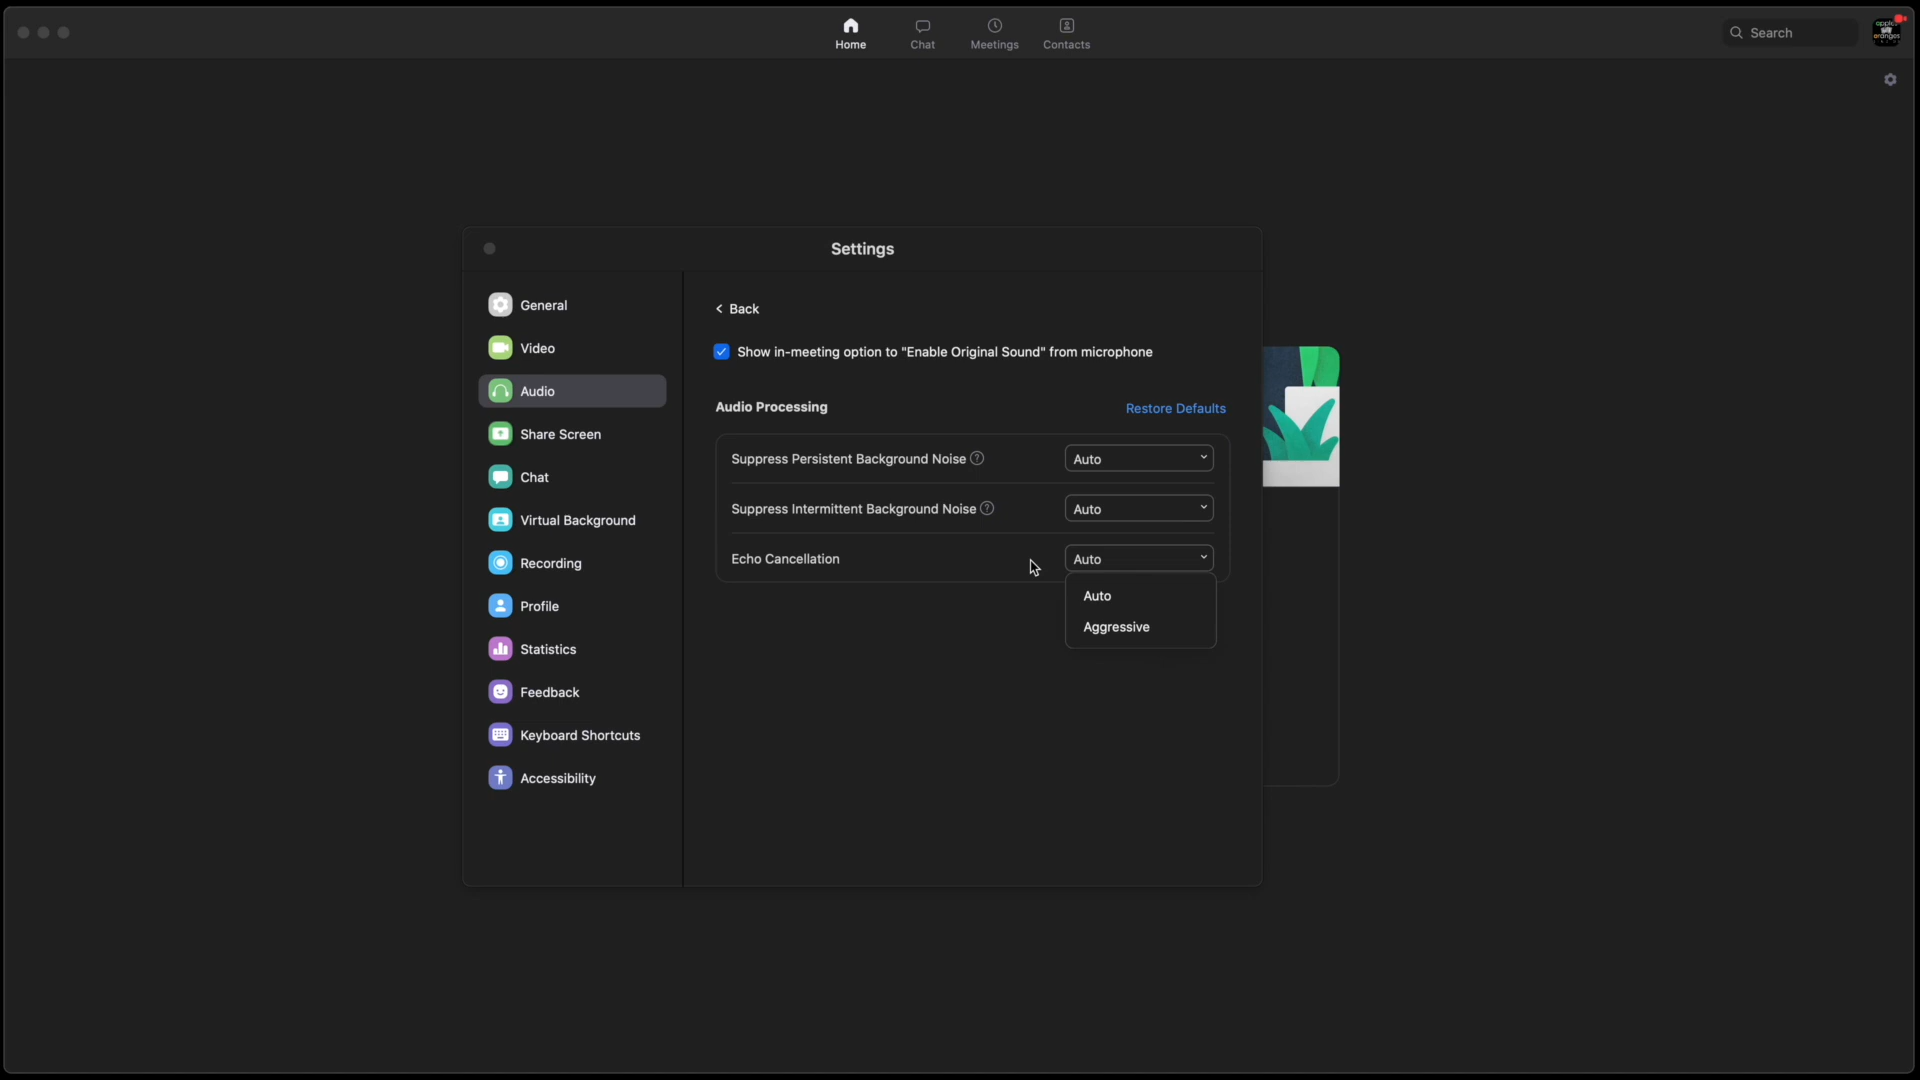 Home
Chat
Meetings
Contacts
Search
Settings
General
Video
Audio
Share Screen
Chat
Virtual Background
Recording
Profile
Statistics
Feedback
Keyboard Shortcuts
Accessibility
< Back
Show in-meeting option to "Enable Original Sound" from microphone
Audio Processing
Restore Defaults
Suppress Persistent Background Noise ?
Auto
Suppress Intermittent Background Noise ?
Auto
Echo Cancellation
Auto
Auto
Aggressive